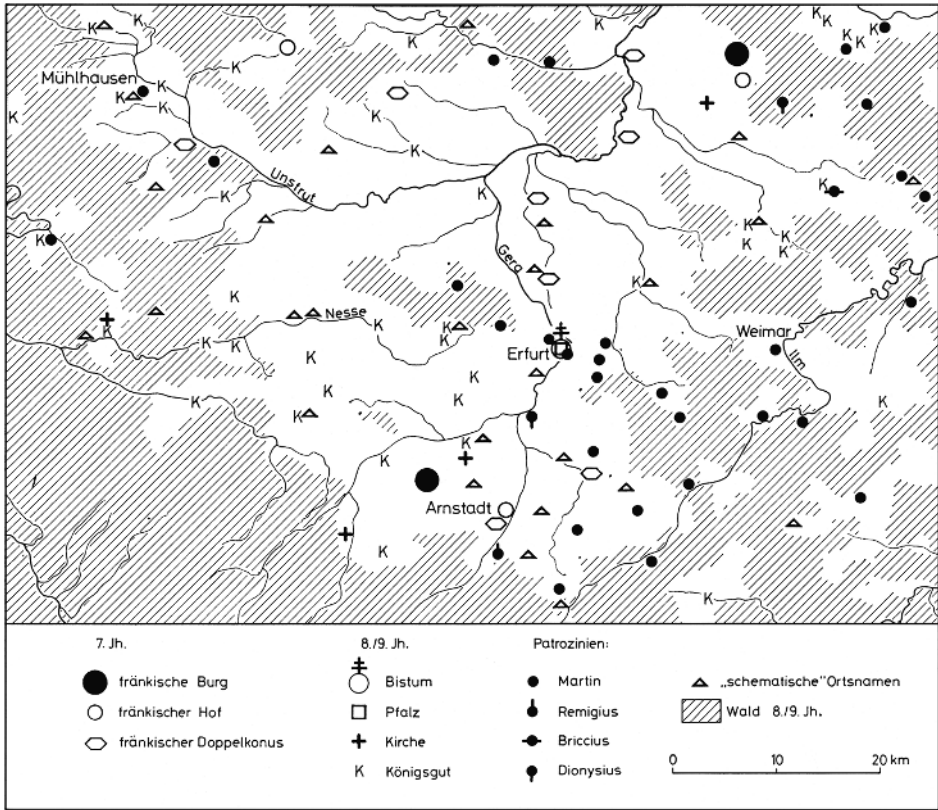 Mühlhausen
Unstrut
Gera
Nesse
Weimar
Erfurt
Ilm
Arnstadt
7. Jh.
fränkische Burg
fränkischer Hof
fränkischer Doppelkonus
8./9. Jh.
Bistum
Pfalz
Kirche
K Königsgut
Patrozinien:
Martin
Remigius
Briccius
Dionysius
„schematische" Ortsnamen
Wald 8./9. Jh.
0 10 20 km